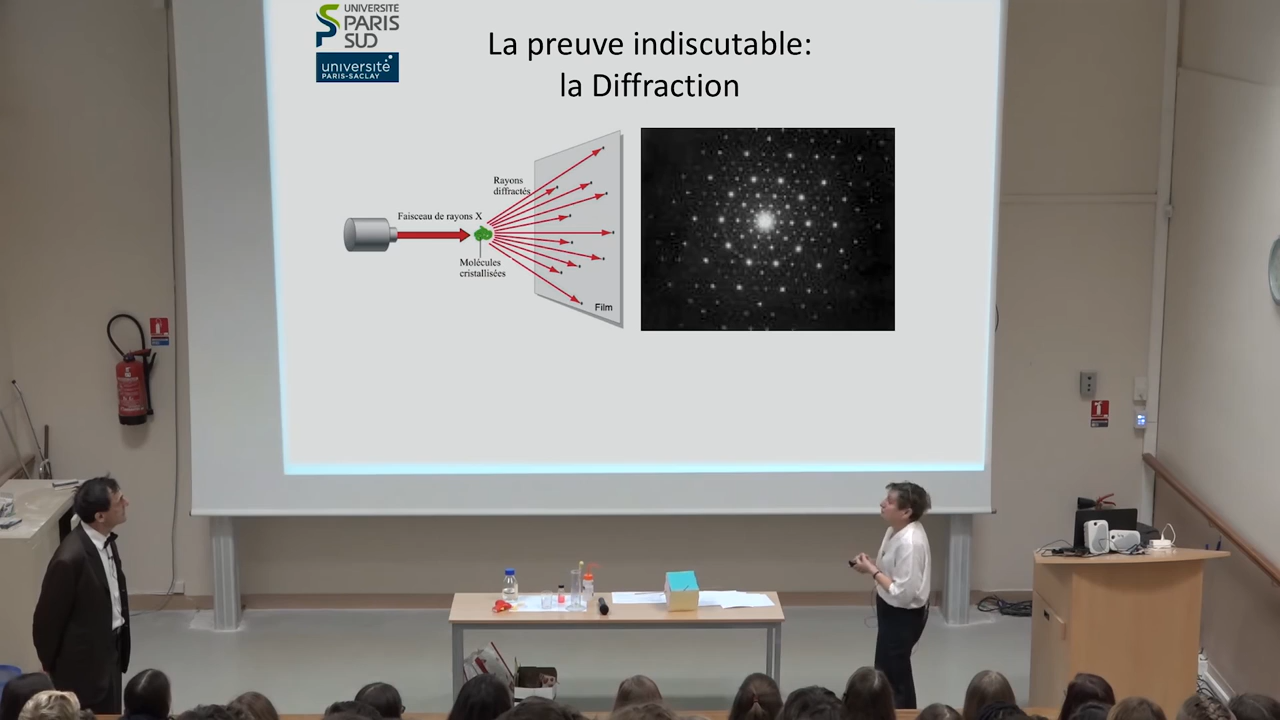 UNIVERSITE
PARIS
SUD
université
PARIS-SACLAY
La preuve indiscutable:
la Diffraction
Rayons
diffractés
Faisceau de rayons X
Molécules
cristallisées
Film